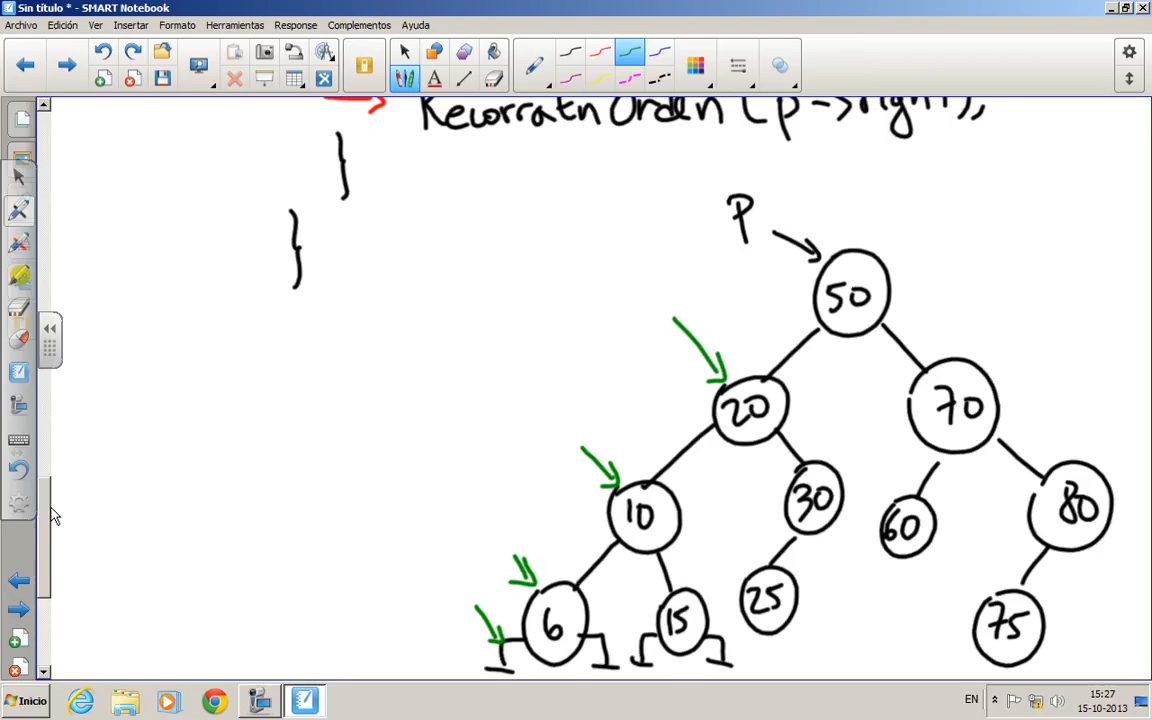 Sin título * - SMART Notebook
Archivo Edición Ver Insertar Formato Herramientas Response Complementos Ayuda
RecorraInOrden (p->right);
}
}
P
50
20
70
10
30
60
80
6
15
25
75
Inicio
EN
15:27
15-10-2013